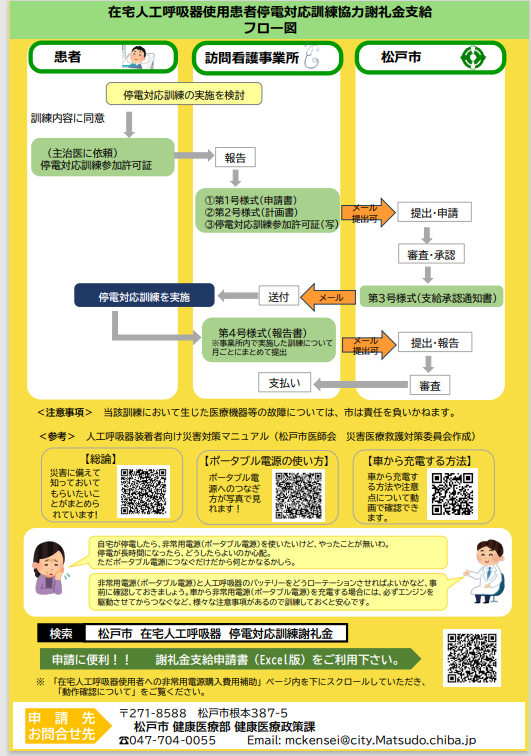 在宅人工呼吸器使用患者停電対応訓練協力謝礼金支給
フロー図
患者
訪問看護事業所
松戸市
停電対応訓練の実施を検討
訓練内容に同意
（主治医に依頼）
停電対応訓練参加許可証
報告
①第1号様式（申請書）
②第2号様式（計画書）
③停電対応訓練参加許可証（写）
メール
提出可
提出・申請
審査・承認
停電対応訓練を実施
送付
メール
第3号様式（支給承認通知書）
第4号様式（報告書）
※事業所内で実施した訓練について
月ごとにまとめて提出
メール
提出可
提出・報告
支払い
審査
＜注意事項＞　当該訓練において生じた医療機器等の故障については、市は責任を負いかねます。
＜参考＞　人工呼吸器装着者向け災害対策マニュアル（松戸市医師会　災害医療救護対策委員会作成）
【総論】
災害に備えて
知っておいて
もらいたいこ
とがまとめら
れています！
【ポータブル電源の使い方】
ポータブル電
源へのつなぎ
方が写真で見
れます！
【車から充電する方法】
車から充電す
る方法や注意
点について動
画で確認でき
ます。
自宅が停電したら、非常用電源（ポータブル電源）を使いたいけど、やったことが無いわ。
停電が長時間になったら、どうしたらよいのか心配。
ただポータブル電源につなぐだけだから何とかなるかしら。
非常用電源（ポータブル電源）と人工呼吸器のバッテリーをどうローテーションさせればよいかなど、事
前に確認しておきましょう。車から非常用電源（ポータブル電源）を充電する場合には、必ずエンジンを
駆動させてからつなぐなど、様々な注意事項があるので訓練しておくと安心です。
検索　松戸市 在宅人工呼吸器 停電対応訓練謝礼金
申請に便利！！　謝礼金支給申請書（Excel版）をご利用下さい。
※ 「在宅人工呼吸器使用者への非常用電源購入費用補助」ページ内を下にスクロールしていただき、
「動作確認について」をご覧ください。
申請先
お問合せ先
〒271-8588　松戸市根本387-5
松戸市 健康医療部 健康医療政策課
☎047-704-0055　Email: mckensei@city.Matsudo.chiba.jp